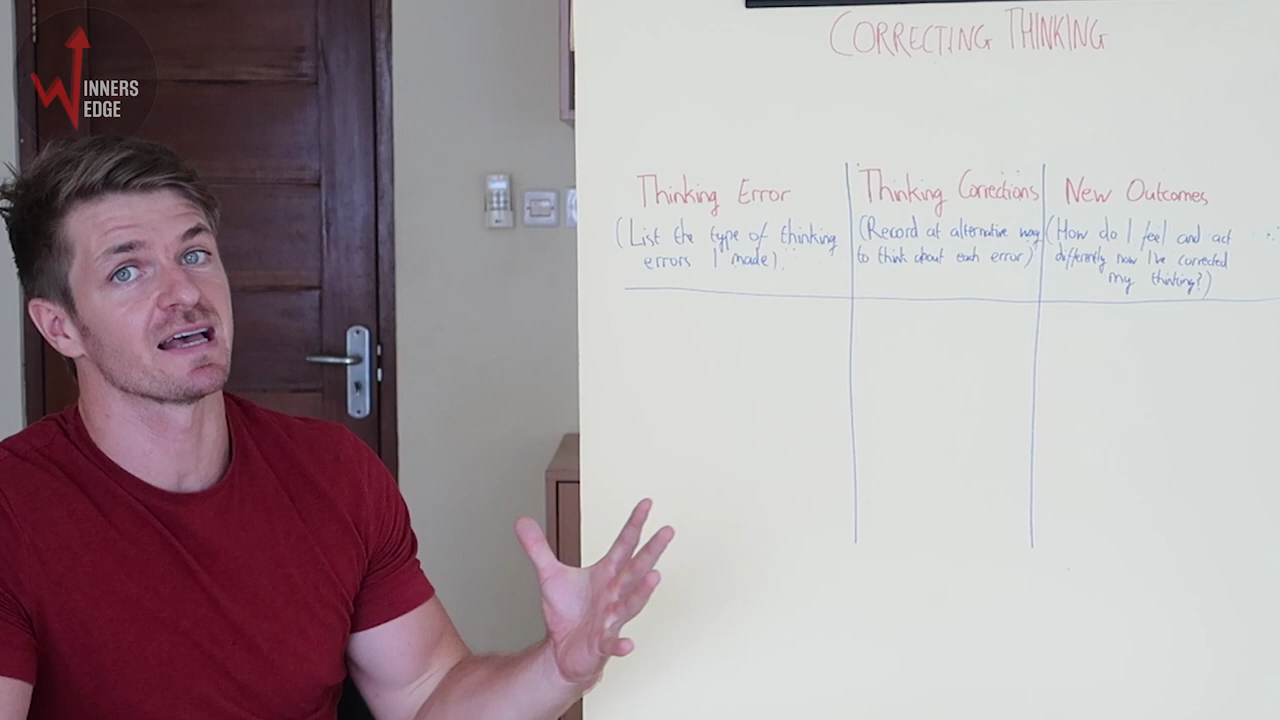 WINNERS
EDGE
CORRECTING THINKING
Thinking Error
(List the type of thinking
errors I made)
Thinking Corrections
(Record at alternative way
to think about each error)
New Outcomes
(How do I feel and act
differently now I've corrected
my thinking?)